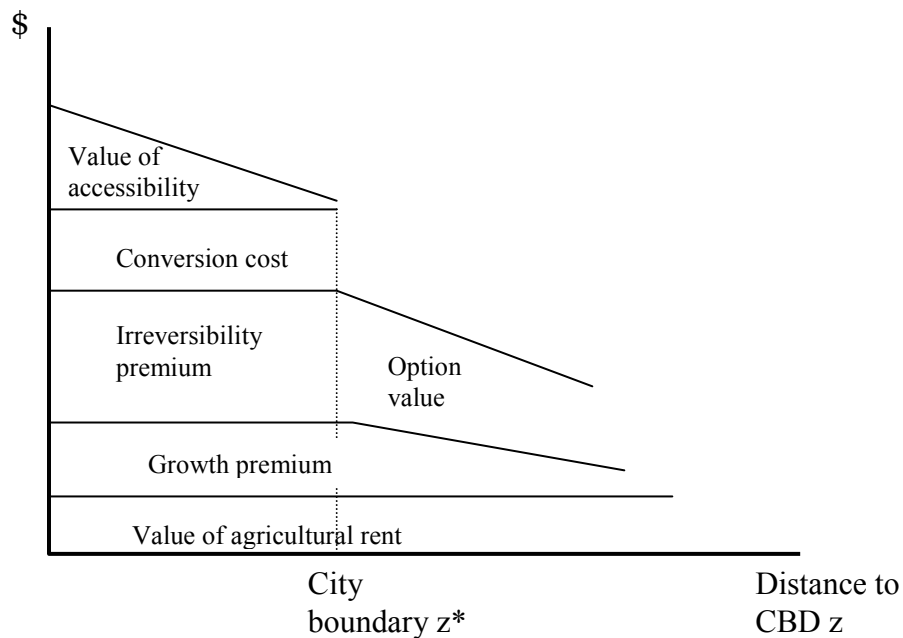 $
Value of
accessibility
Conversion cost
Irreversibility
premium
Option
value
Growth premium
Value of agricultural rent
City
boundary z*
Distance to
CBD z